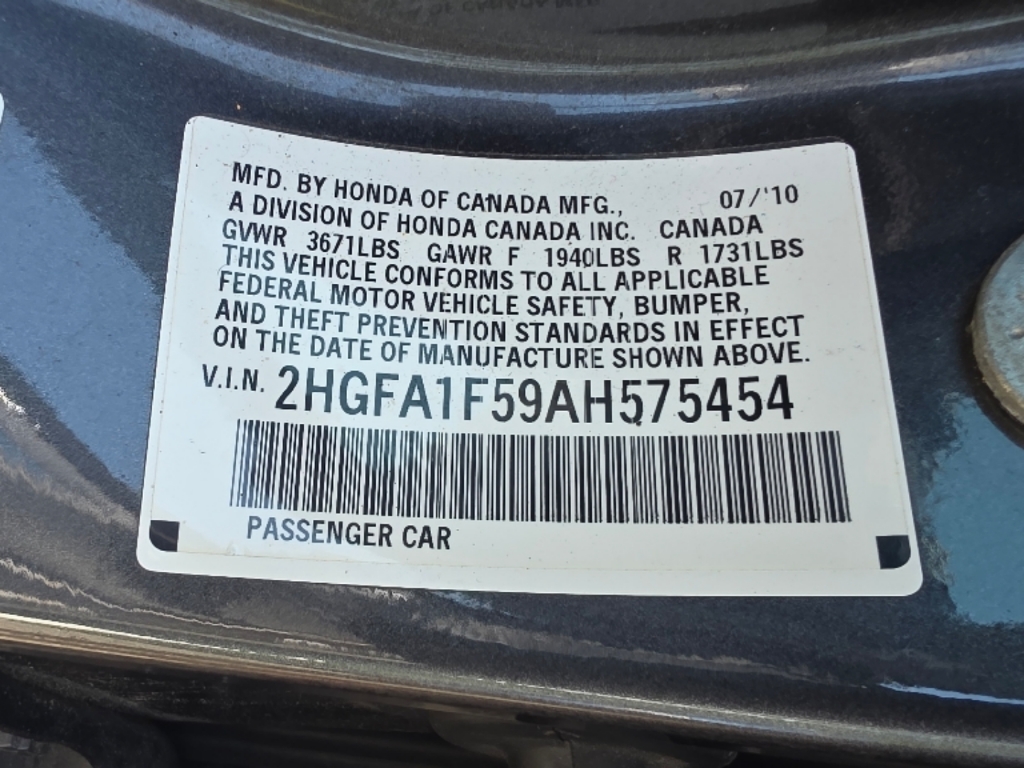 MFD. BY HONDA OF CANADA MFG., 07/'10
A DIVISION OF HONDA CANADA INC. CANADA
GVWR 3671LBS GAWR F 1940LBS R 1731LBS
THIS VEHICLE CONFORMS TO ALL APPLICABLE
FEDERAL MOTOR VEHICLE SAFETY, BUMPER,
AND THEFT PREVENTION STANDARDS IN EFFECT
ON THE DATE OF MANUFACTURE SHOWN ABOVE.
V.I.N. 2HGFA1F59AH575454
PASSENGER CAR